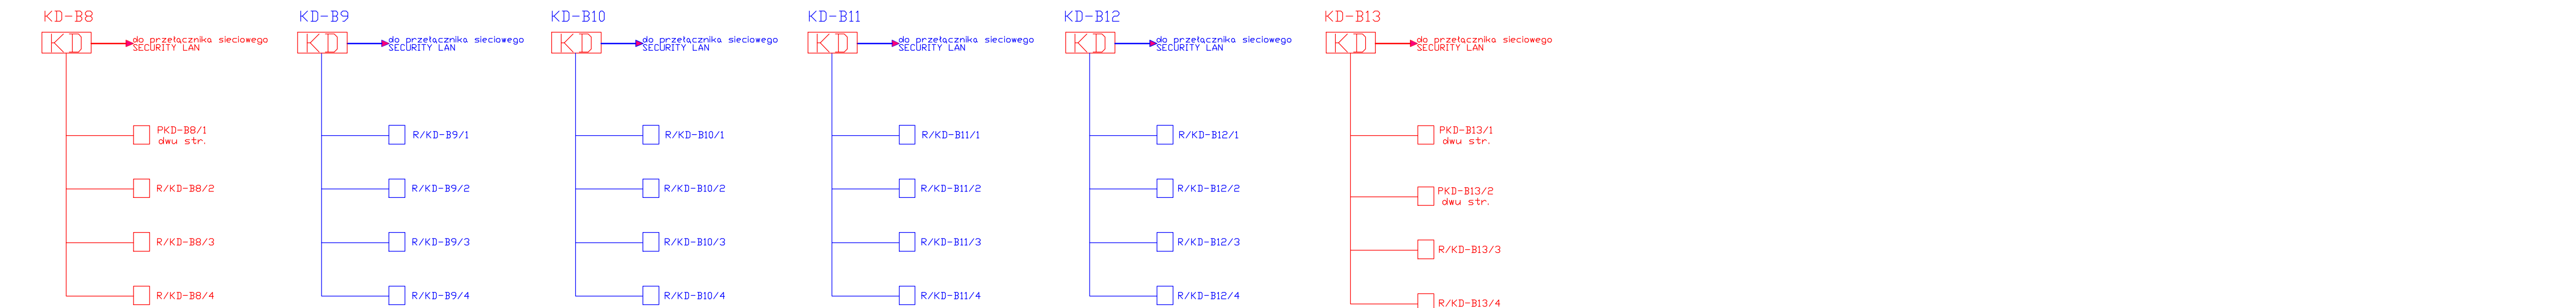 KD-B8
KD
do przełącznika sieciowego
SECURITY LAN
PKD-B8/1
dwu str.
R/KD-B8/2
R/KD-B8/3
R/KD-B8/4
KD-B9
KD
do przełącznika sieciowego
SECURITY LAN
R/KD-B9/1
R/KD-B9/2
R/KD-B9/3
R/KD-B9/4
KD-B10
KD
do przełącznika sieciowego
SECURITY LAN
R/KD-B10/1
R/KD-B10/2
R/KD-B10/3
R/KD-B10/4
KD-B11
KD
do przełącznika sieciowego
SECURITY LAN
R/KD-B11/1
R/KD-B11/2
R/KD-B11/3
R/KD-B11/4
KD-B12
KD
do przełącznika sieciowego
SECURITY LAN
R/KD-B12/1
R/KD-B12/2
R/KD-B12/3
R/KD-B12/4
KD-B13
KD
do przełącznika sieciowego
SECURITY LAN
PKD-B13/1
dwu str.
PKD-B13/2
dwu str.
R/KD-B13/3
R/KD-B13/4